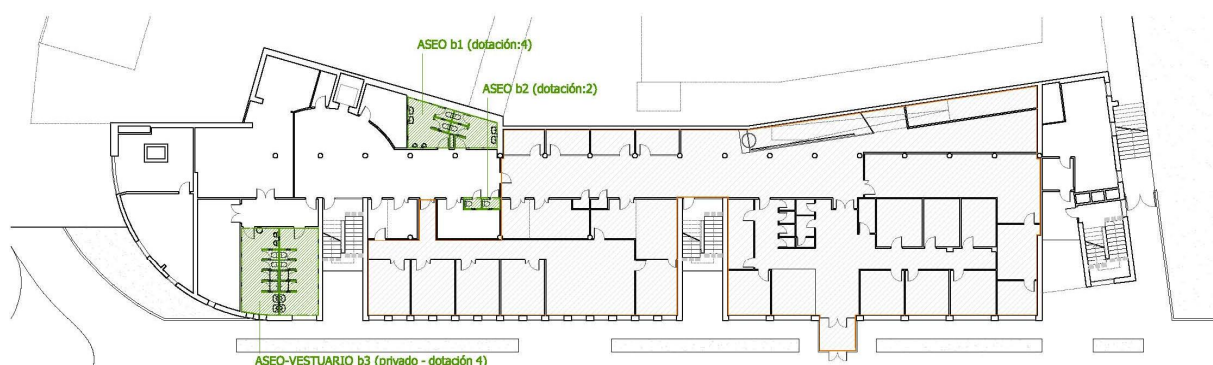 ASEO b1 (dotación:4)
ASEO b2 (dotación:2)
ASEO-VESTUARIO b3 (privado - dotación 4)